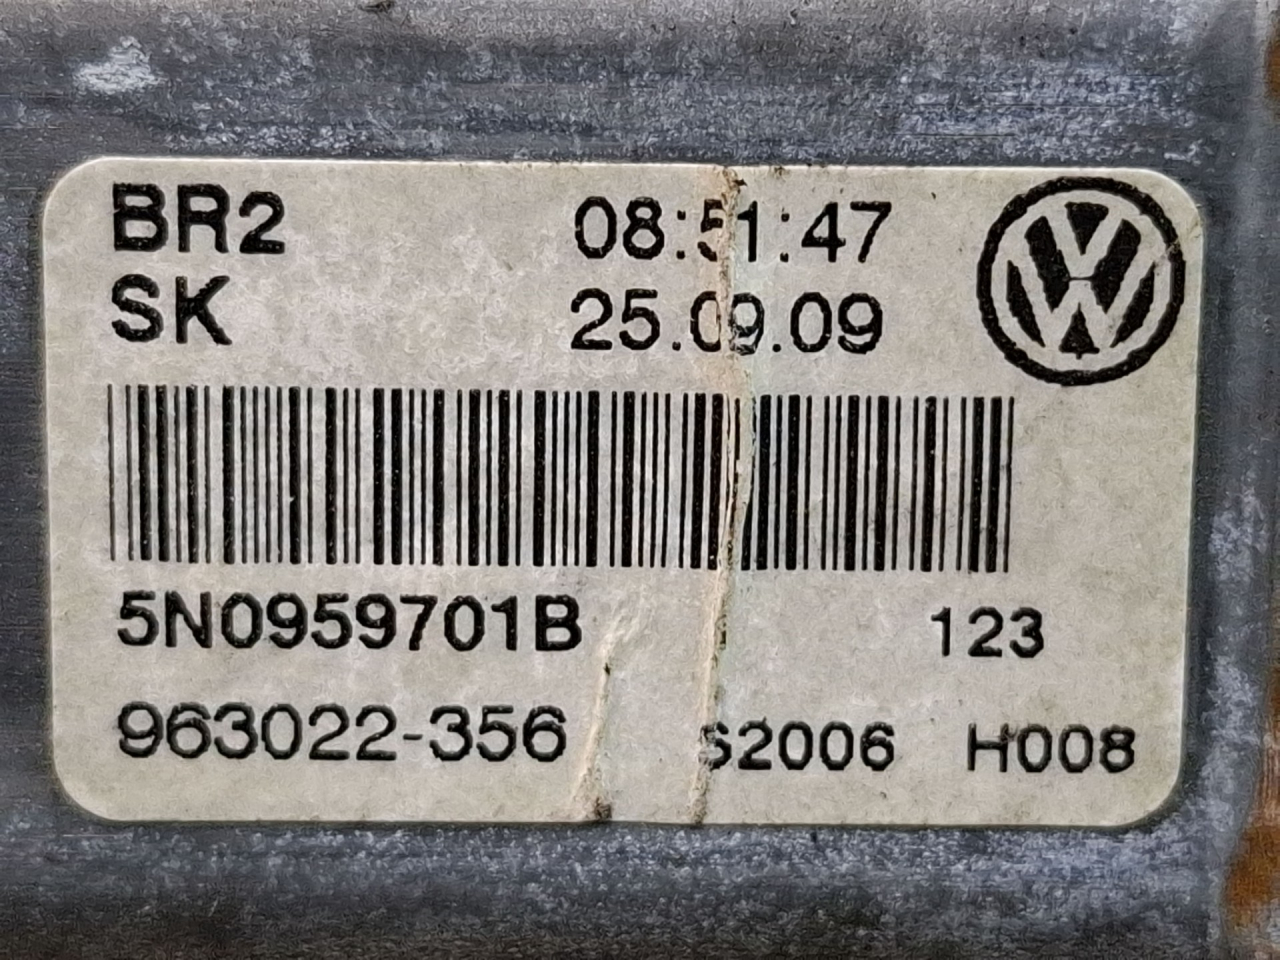 BR2 08:51:47
SK 25.09.09
5N0959701B 123
963022-356 S2006 H008